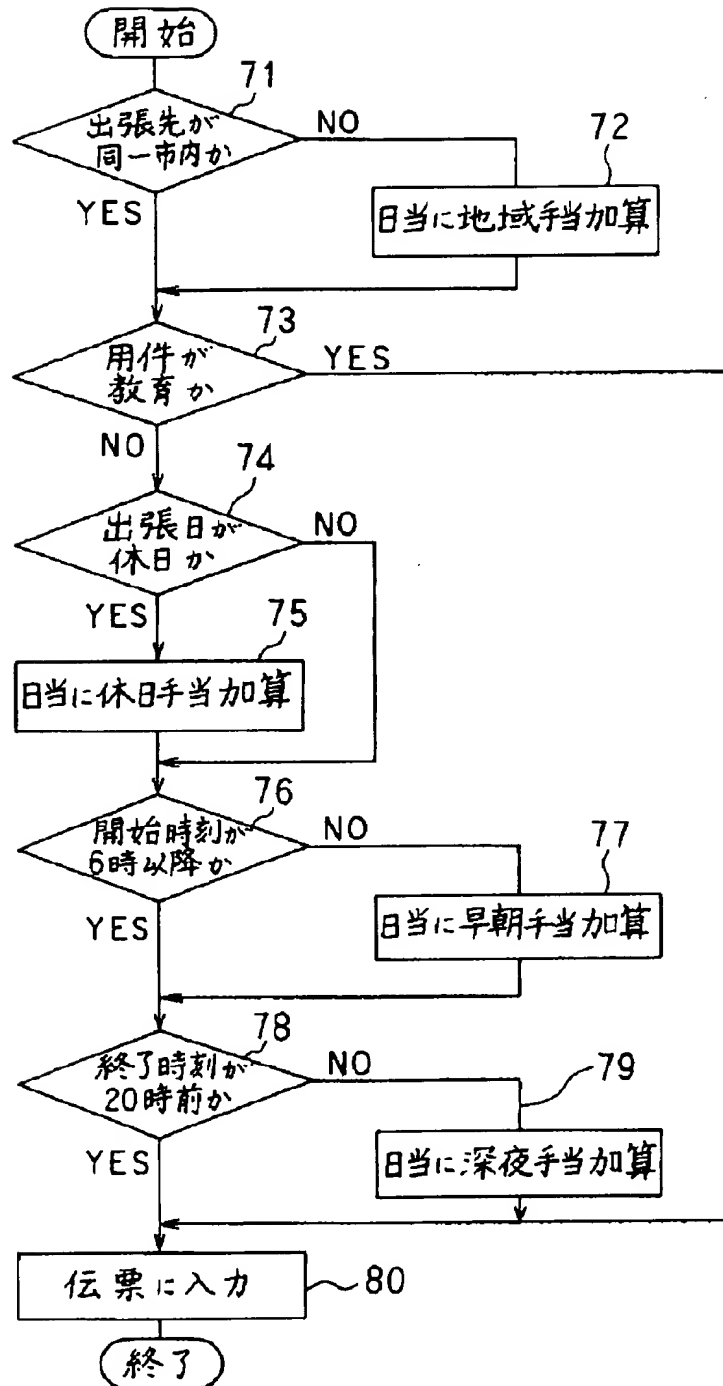 開始
71
出張先が
同一市内か
NO
YES
72
日当に地域手当加算
73
用件が
教育か
YES
NO
74
出張日が
休日か
NO
YES
75
日当に休日手当加算
76
開始時刻が
6時以降か
NO
YES
77
日当に早朝手当加算
78
終了時刻が
20時前か
NO
YES
79
日当に深夜手当加算
伝票に入力
80
終了